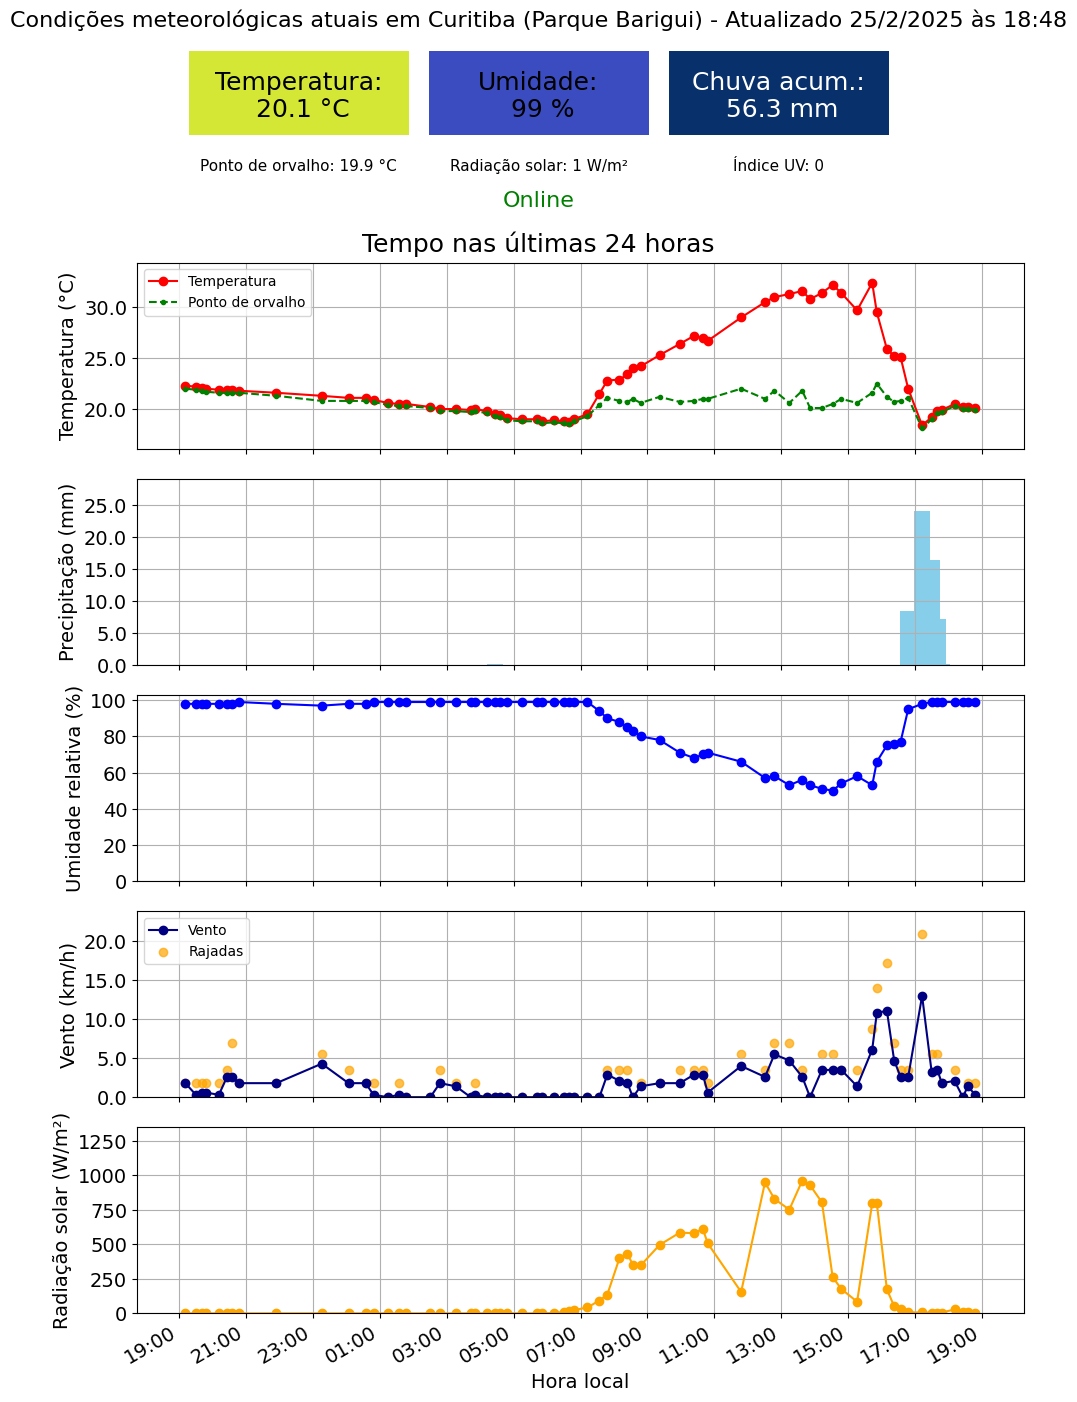 Condições meteorológicas atuais em Curitiba (Parque Barigui) - Atualizado 25/2/2025 às 18:48
Temperatura:
20.1 °C
Umidade:
99 %
Chuva acum.:
56.3 mm
Ponto de orvalho: 19.9 °C
Radiação solar: 1 W/m²
Índice UV: 0
Online
Tempo nas últimas 24 horas
Temperatura (°C)
30.0
25.0
20.0
Temperatura
Ponto de orvalho
Precipitação (mm)
25.0
20.0
15.0
10.0
5.0
0.0
Umidade relativa (%)
100
80
60
40
20
0
Vento (km/h)
20.0
15.0
10.0
5.0
0.0
Vento
Rajadas
Radiação solar (W/m²)
1250
1000
750
500
250
0
19:00
21:00
23:00
01:00
03:00
05:00
07:00
09:00
11:00
13:00
15:00
17:00
19:00
Hora local